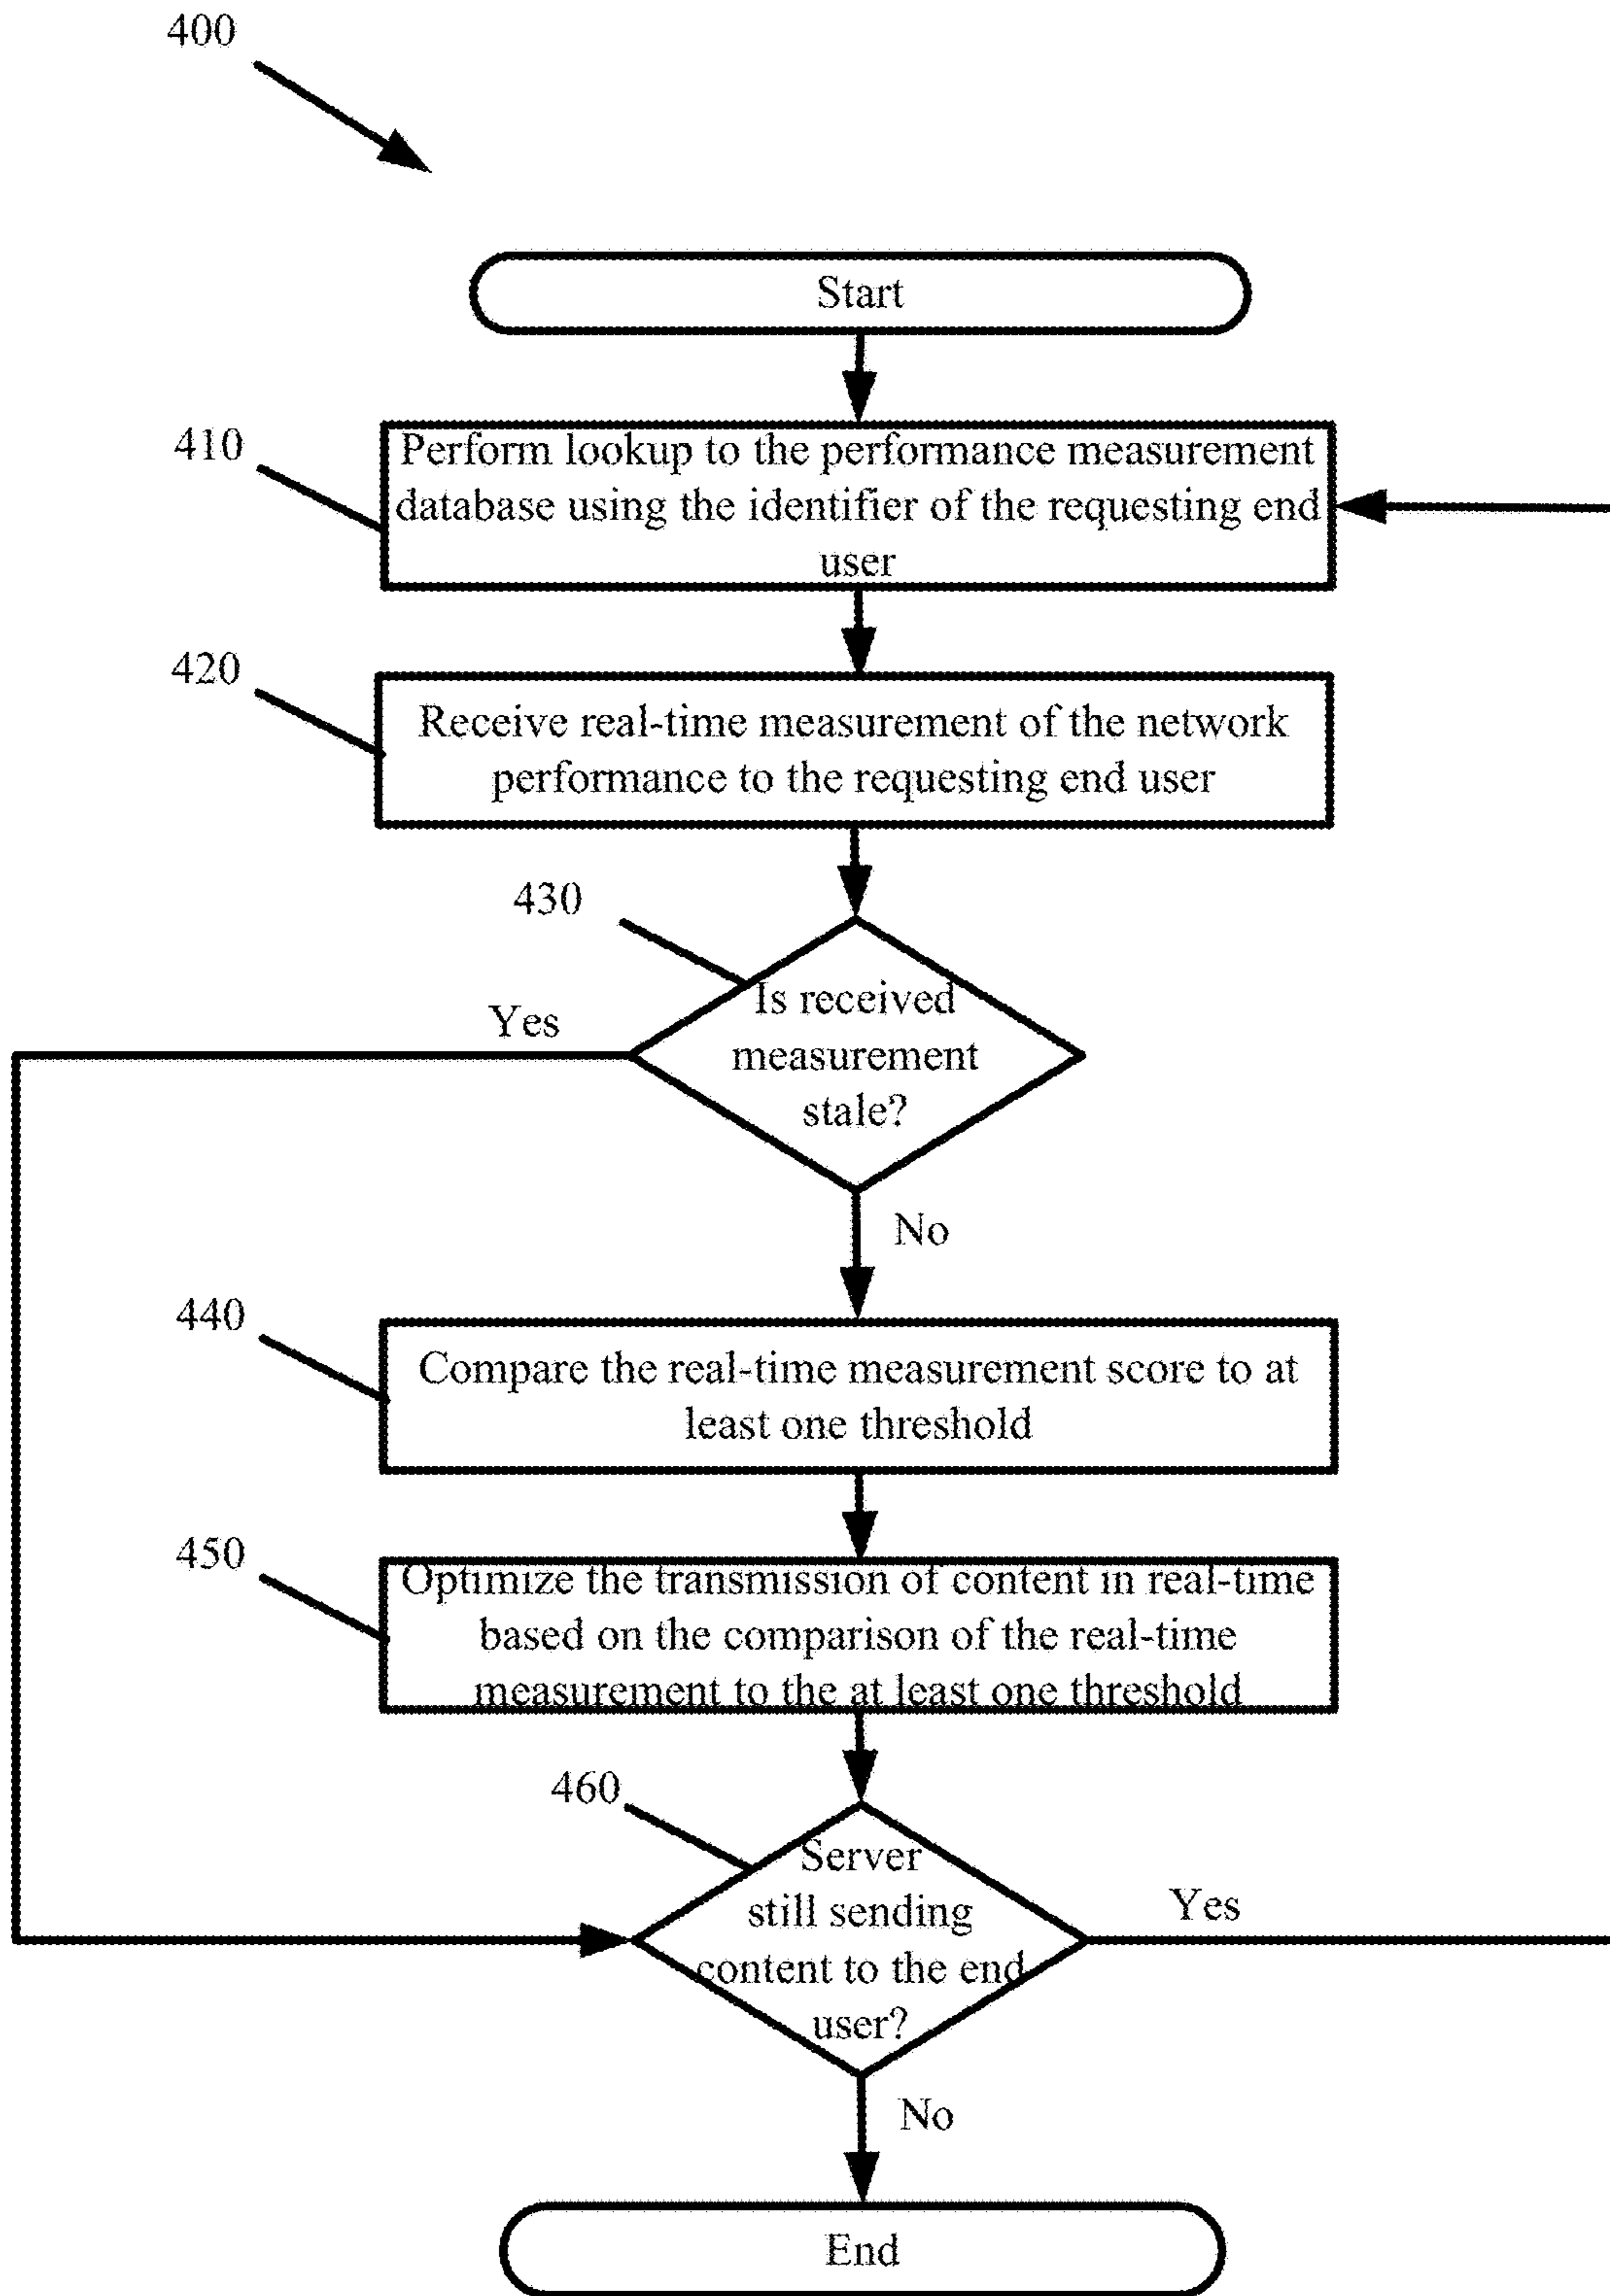 400
Start
410
Perform lookup to the performance measurement
database using the identifier of the requesting end
user
420
Receive real-time measurement of the network
performance to the requesting end user
430
Is received
measurement
stale?
Yes
No
440
Compare the real-time measurement score to at
least one threshold
450
Optimize the transmission of content in real-time
based on the comparison of the real-time
measurement to the at least one threshold
460
Server
still sending
content to the end
user?
Yes
No
End